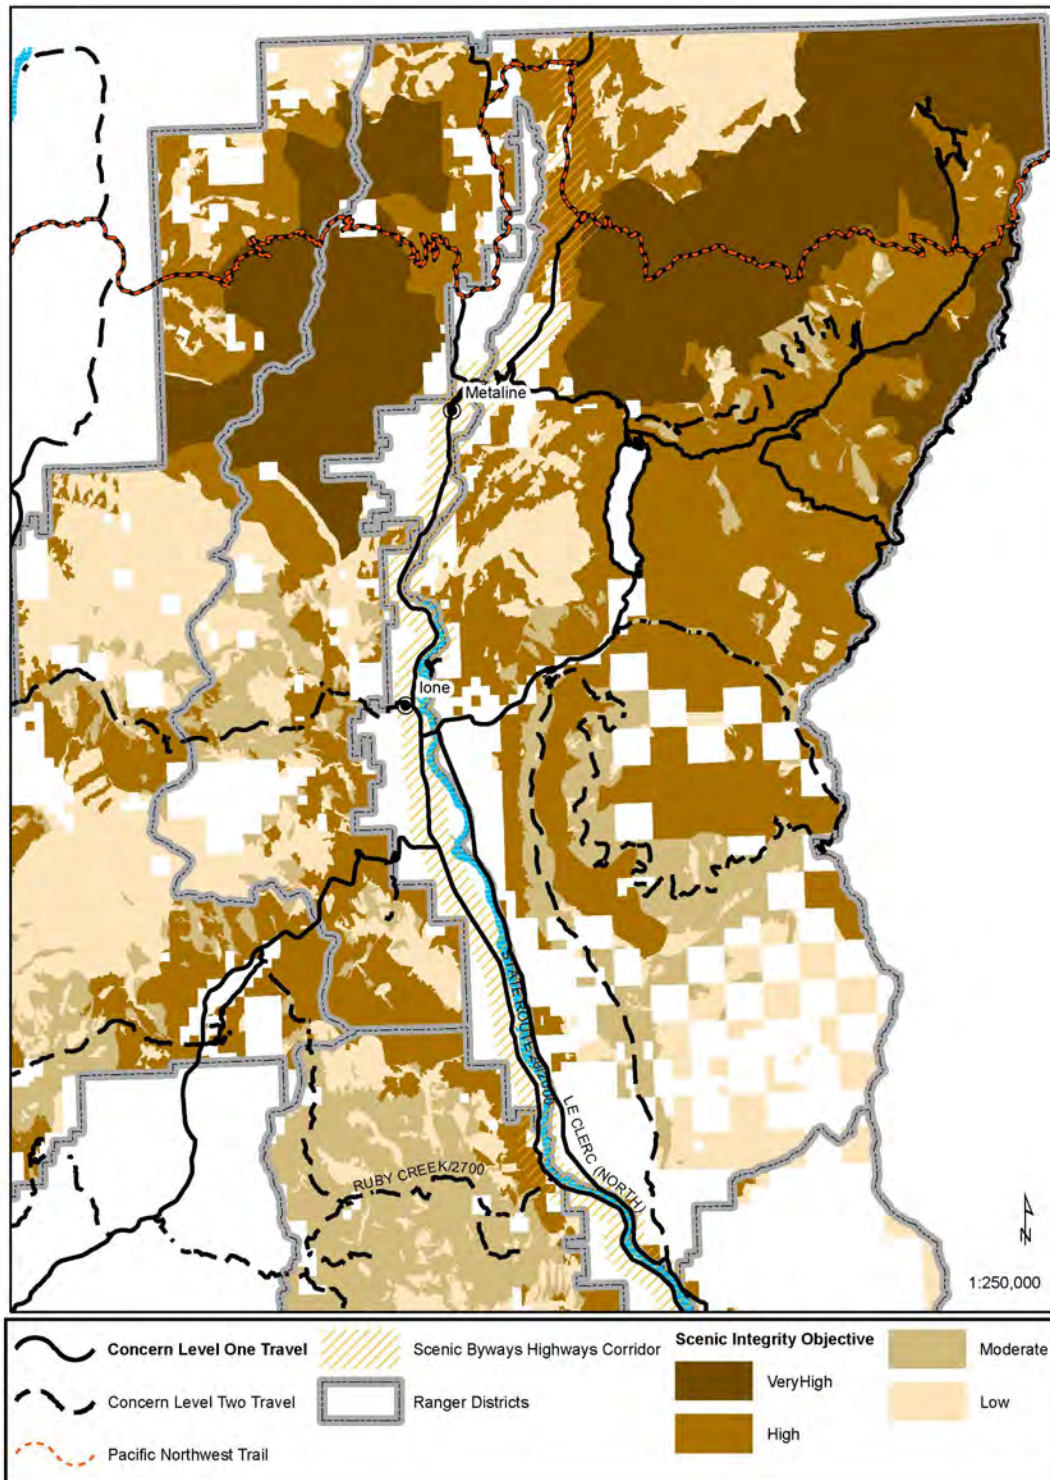 Metaline
Ione
STATE ROUTE
LE CLERC (NORTH)
RUBY CREEK/2700
N
1:250,000
Concern Level One Travel
Concern Level Two Travel
Pacific Northwest Trail
Scenic Byways Highways Corridor
Ranger Districts
Scenic Integrity Objective
VeryHigh
High
Moderate
Low